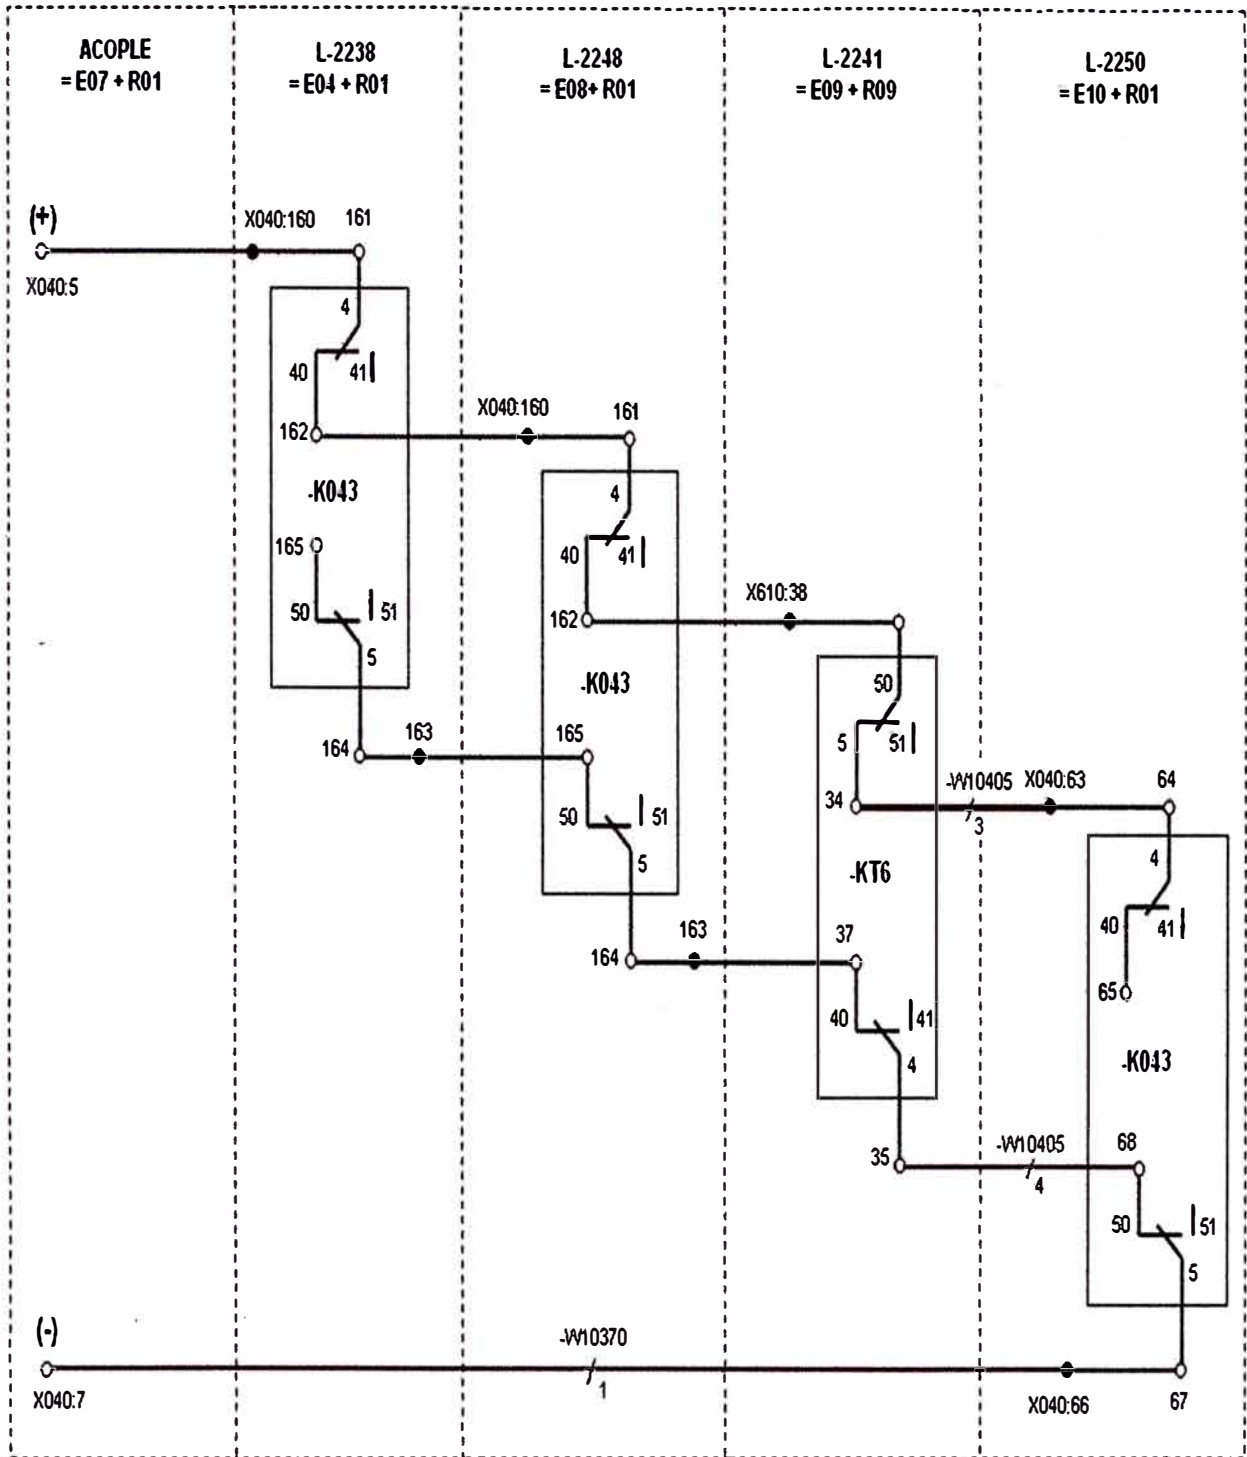 ACOPLE
= E07 + R01
L-2238
= E04 + R01
L-2248
= E08+ R01
L-2241
= E09 + R09
L-2250
= E10 + R01
(+)
X040:160
161
X040:5
4
40
41
162
X040:160
161
-K043
4
165
40
41
50
51
X610:38
162
5
-K043
50
164
163
165
5
51
-W10405
X040:63
64
34
3
50
51
4
5
-KT6
40
41
163
37
164
65
40
41
-K043
4
35
-W10405
68
4
50
51
5
(-)
-W10370
X040:7
1
X040:66
67